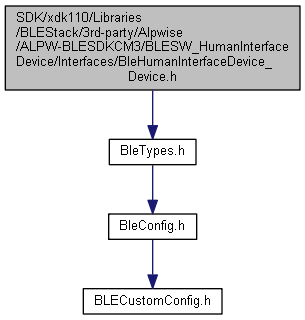 SDK/xdk110/Libraries
/BLEStack/3rd-party/Alpwise
/ALPW-BLESDKCM3/BLESW_HumanInterface
Device/Interfaces/BleHumanInterfaceDevice_
Device.h
BleTypes.h
BleConfig.h
BLECustomConfig.h